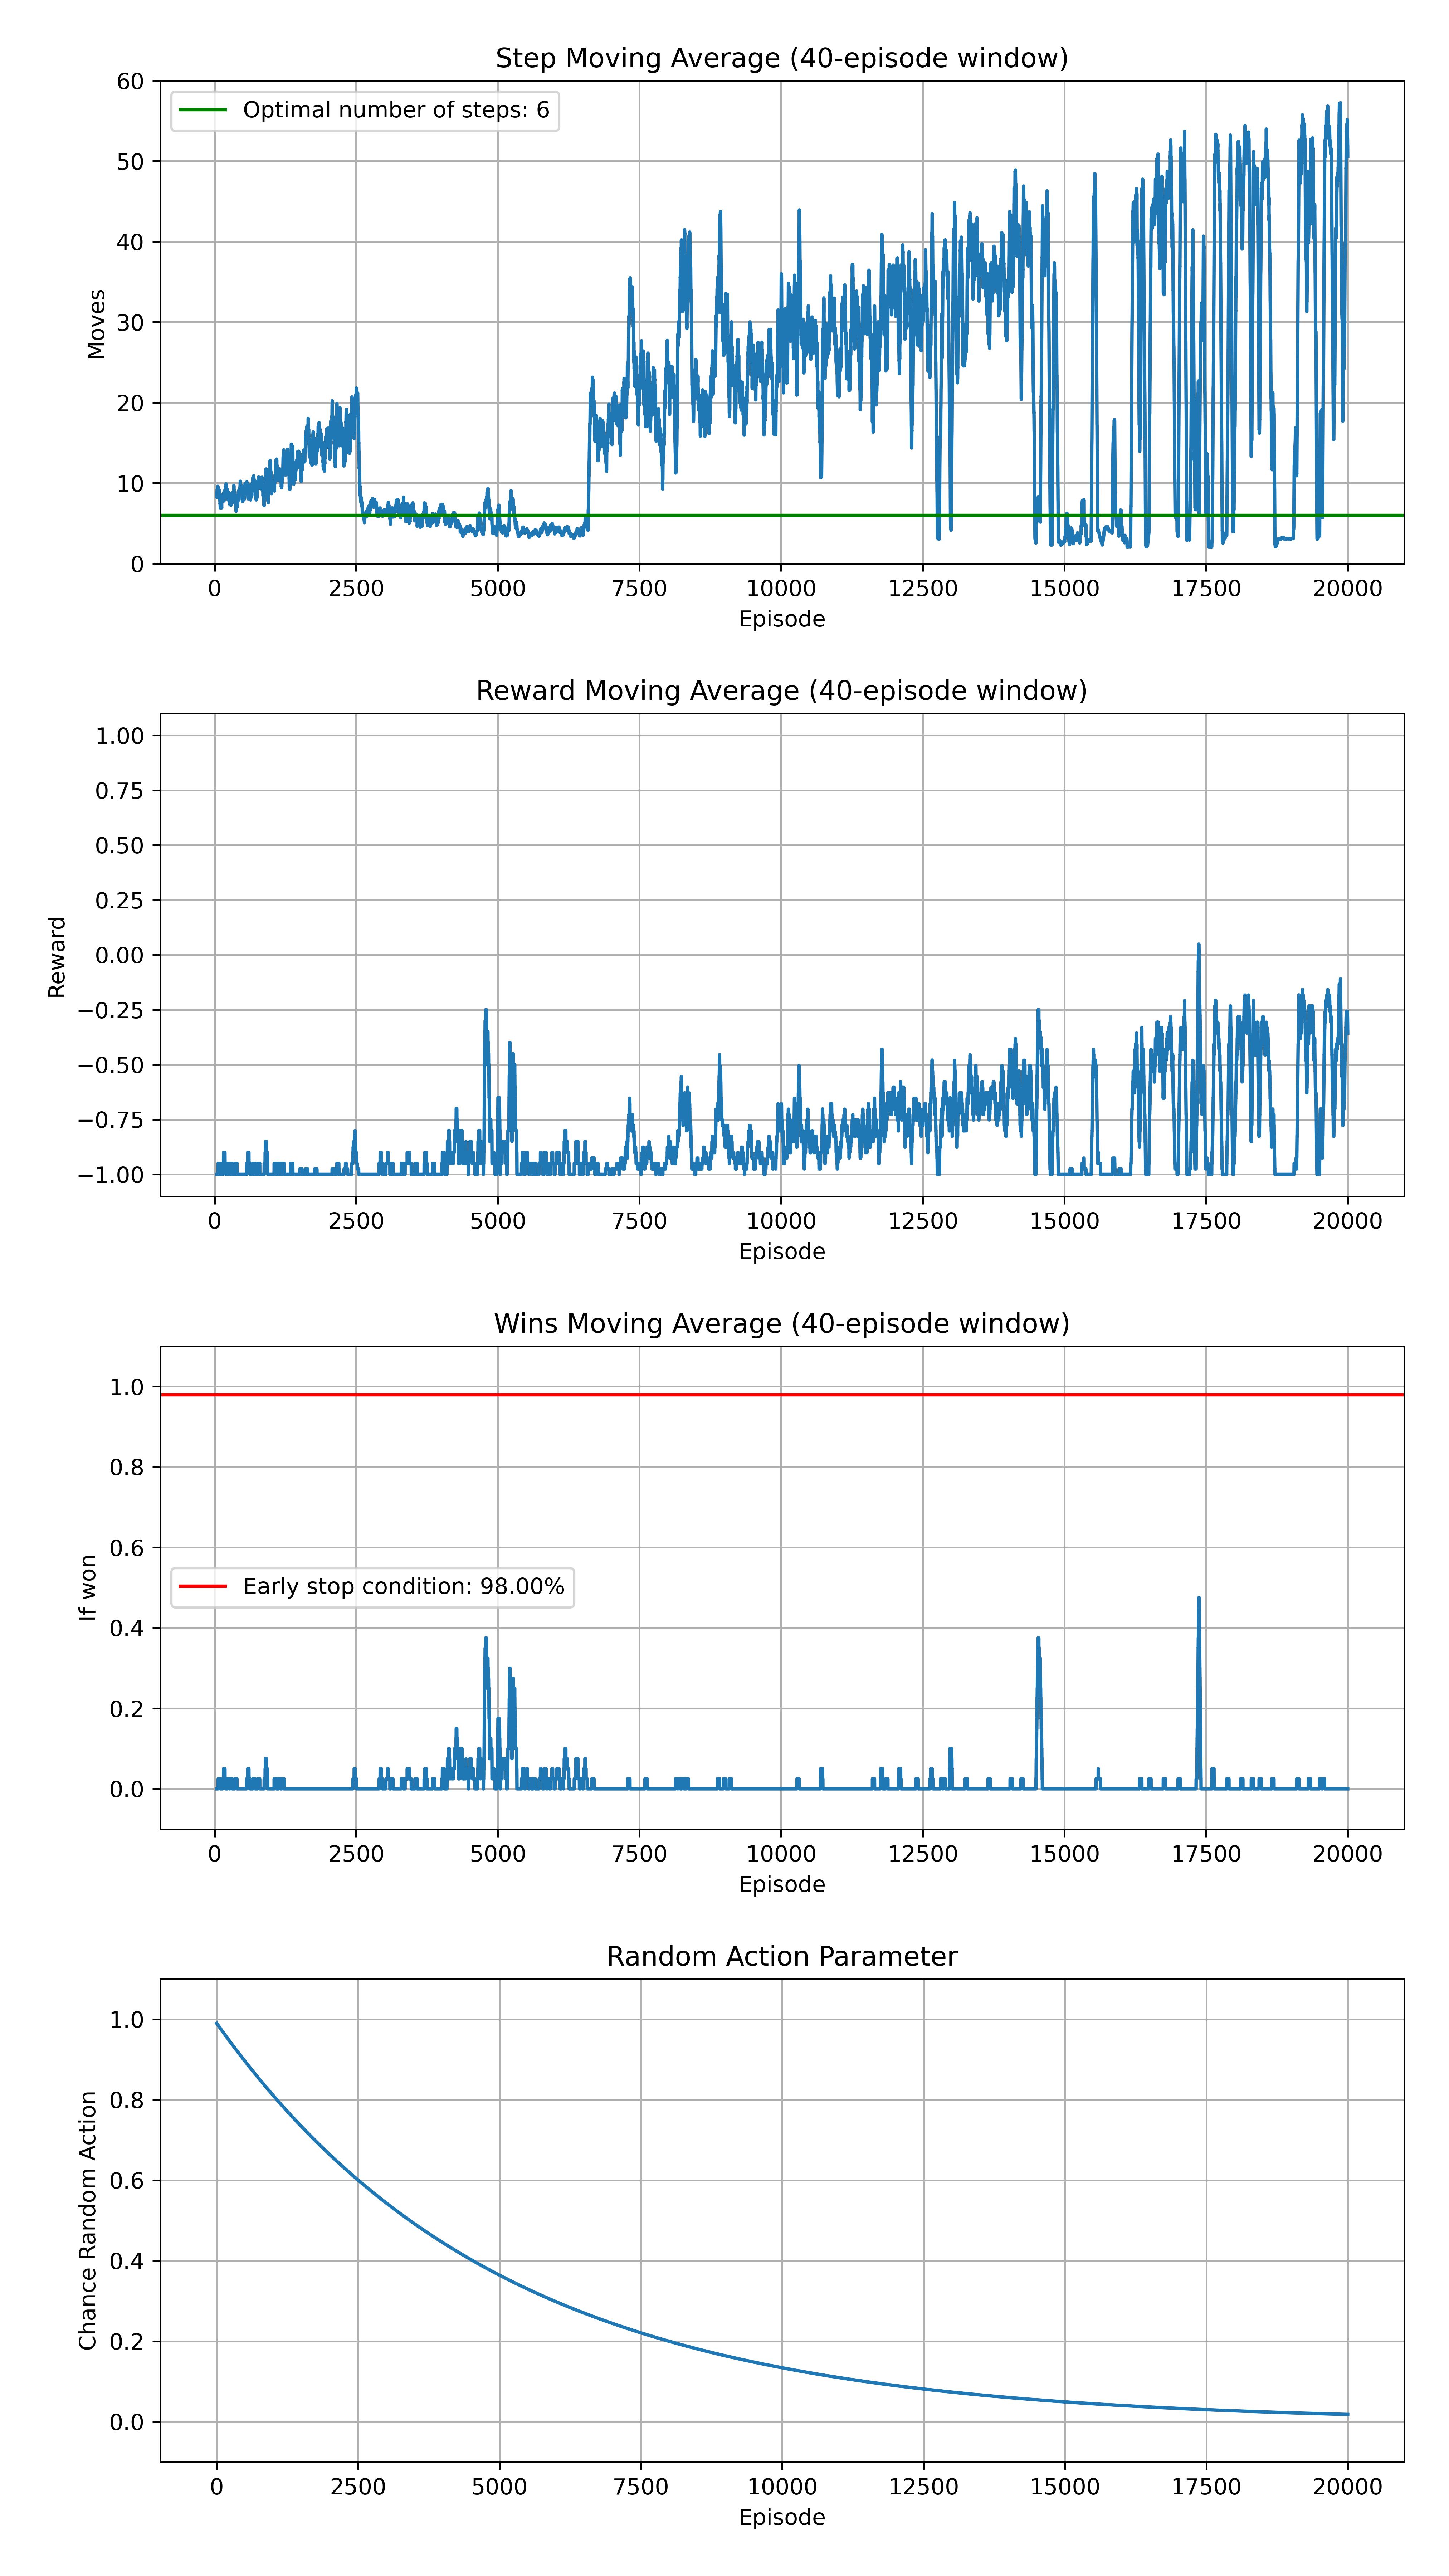 Step Moving Average (40-episode window)
60
50
40
30
20
10
0
Moves
Optimal number of steps: 6
0 2500 5000 7500 10000 12500 15000 17500 20000
Episode
Reward Moving Average (40-episode window)
1.00
0.75
0.50
0.25
0.00
−0.25
−0.50
−0.75
−1.00
Reward
0 2500 5000 7500 10000 12500 15000 17500 20000
Episode
Wins Moving Average (40-episode window)
1.0
0.8
0.6
0.4
0.2
0.0
If won
Early stop condition: 98.00%
0 2500 5000 7500 10000 12500 15000 17500 20000
Episode
Random Action Parameter
1.0
0.8
0.6
0.4
0.2
0.0
Chance Random Action
0 2500 5000 7500 10000 12500 15000 17500 20000
Episode